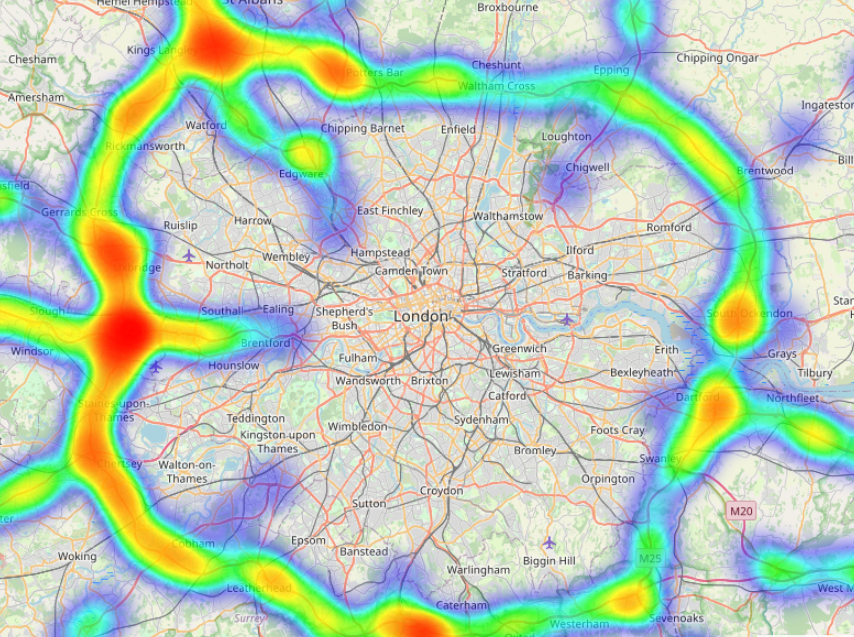 Hemel Hempstead
St Albans
Broxbourne
Chesham
Kings Langley
Potters Bar
Cheshunt
Epping
Chipping Ongar
Amersham
Waltham Cross
Ingateston
Watford
Chipping Barnet
Enfield
Loughton
Rickmansworth
Edgware
Chigwell
Brentwood
Bill
sfield
Gerrards Cross
Ruislip
Harrow
East Finchley
Walthamstow
Romford
Wembley
Hampstead
Ilford
Uxbridge
Northolt
Camden Town
Stratford
Barking
Slough
Southall
Ealing
Shepherd's
Bush
London
South Ockendon
Star
Windsor
Brentford
Hounslow
Fulham
Greenwich
Erith
Grays
Wandsworth
Brixton
Lewisham
Bexleyheath
Tilbury
Staines-upon-
Thames
Catford
Dartford
Northfleet
Teddington
Wimbledon
Sydenham
Kingston upon
Thames
Foots Cray
Chertsey
Walton-on-
Thames
Bromley
Swanley
Croydon
Orpington
Sutton
M20
Cobham
Epsom
Banstead
Woking
Biggin Hill
M25
Warlingham
Leatherhead
West M
Caterham
Surrey
Westerham
Sevenoaks